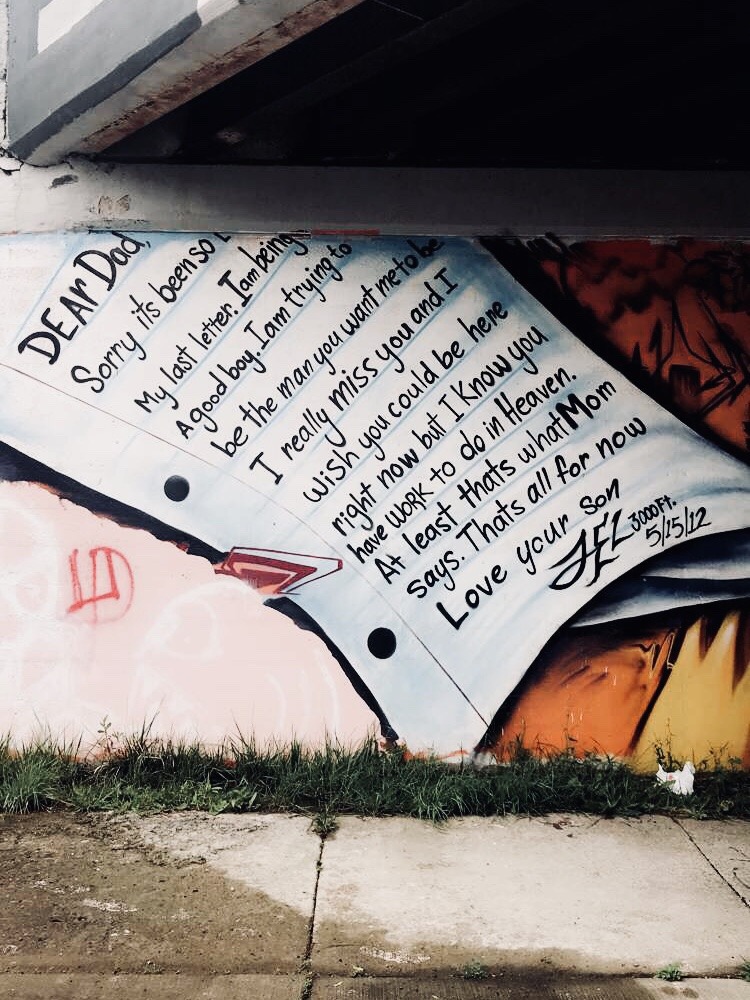 DEAr Dad,
Sorry its been so
My last letter. I am being
A good boy. I am trying to
be the man you want me to be
I really miss you and I
wish you could be here
right now but I Know you
have WORK to do in Heaven.
At least thats what Mom
says. Thats all for now
Love your Son
JEL 3000Ft.
5/15/12